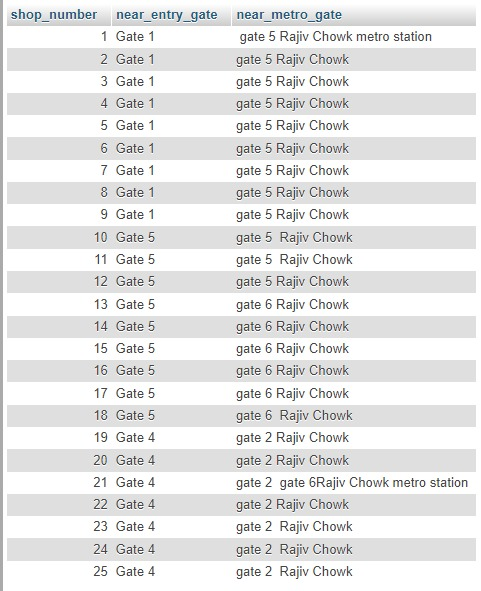 shop_number near_entry_gate near_metro_gate
1 Gate 1 gate 5 Rajiv Chowk metro station
2 Gate 1 gate 5 Rajiv Chowk
3 Gate 1 gate 5 Rajiv Chowk
4 Gate 1 gate 5 Rajiv Chowk
5 Gate 1 gate 5 Rajiv Chowk
6 Gate 1 gate 5 Rajiv Chowk
7 Gate 1 gate 5 Rajiv Chowk
8 Gate 1 gate 5 Rajiv Chowk
9 Gate 1 gate 5 Rajiv Chowk
10 Gate 5 gate 5  Rajiv Chowk
11 Gate 5 gate 5  Rajiv Chowk
12 Gate 5 gate 5 Rajiv Chowk
13 Gate 5 gate 6 Rajiv Chowk
14 Gate 5 gate 6 Rajiv Chowk
15 Gate 5 gate 6 Rajiv Chowk
16 Gate 5 gate 6 Rajiv Chowk
17 Gate 5 gate 6 Rajiv Chowk
18 Gate 5 gate 6  Rajiv Chowk
19 Gate 4 gate 2 Rajiv Chowk
20 Gate 4 gate 2 Rajiv Chowk
21 Gate 4 gate 2  gate 6Rajiv Chowk metro station
22 Gate 4 gate 2 Rajiv Chowk
23 Gate 4 gate 2  Rajiv Chowk
24 Gate 4 gate 2  Rajiv Chowk
25 Gate 4 gate 2  Rajiv Chowk